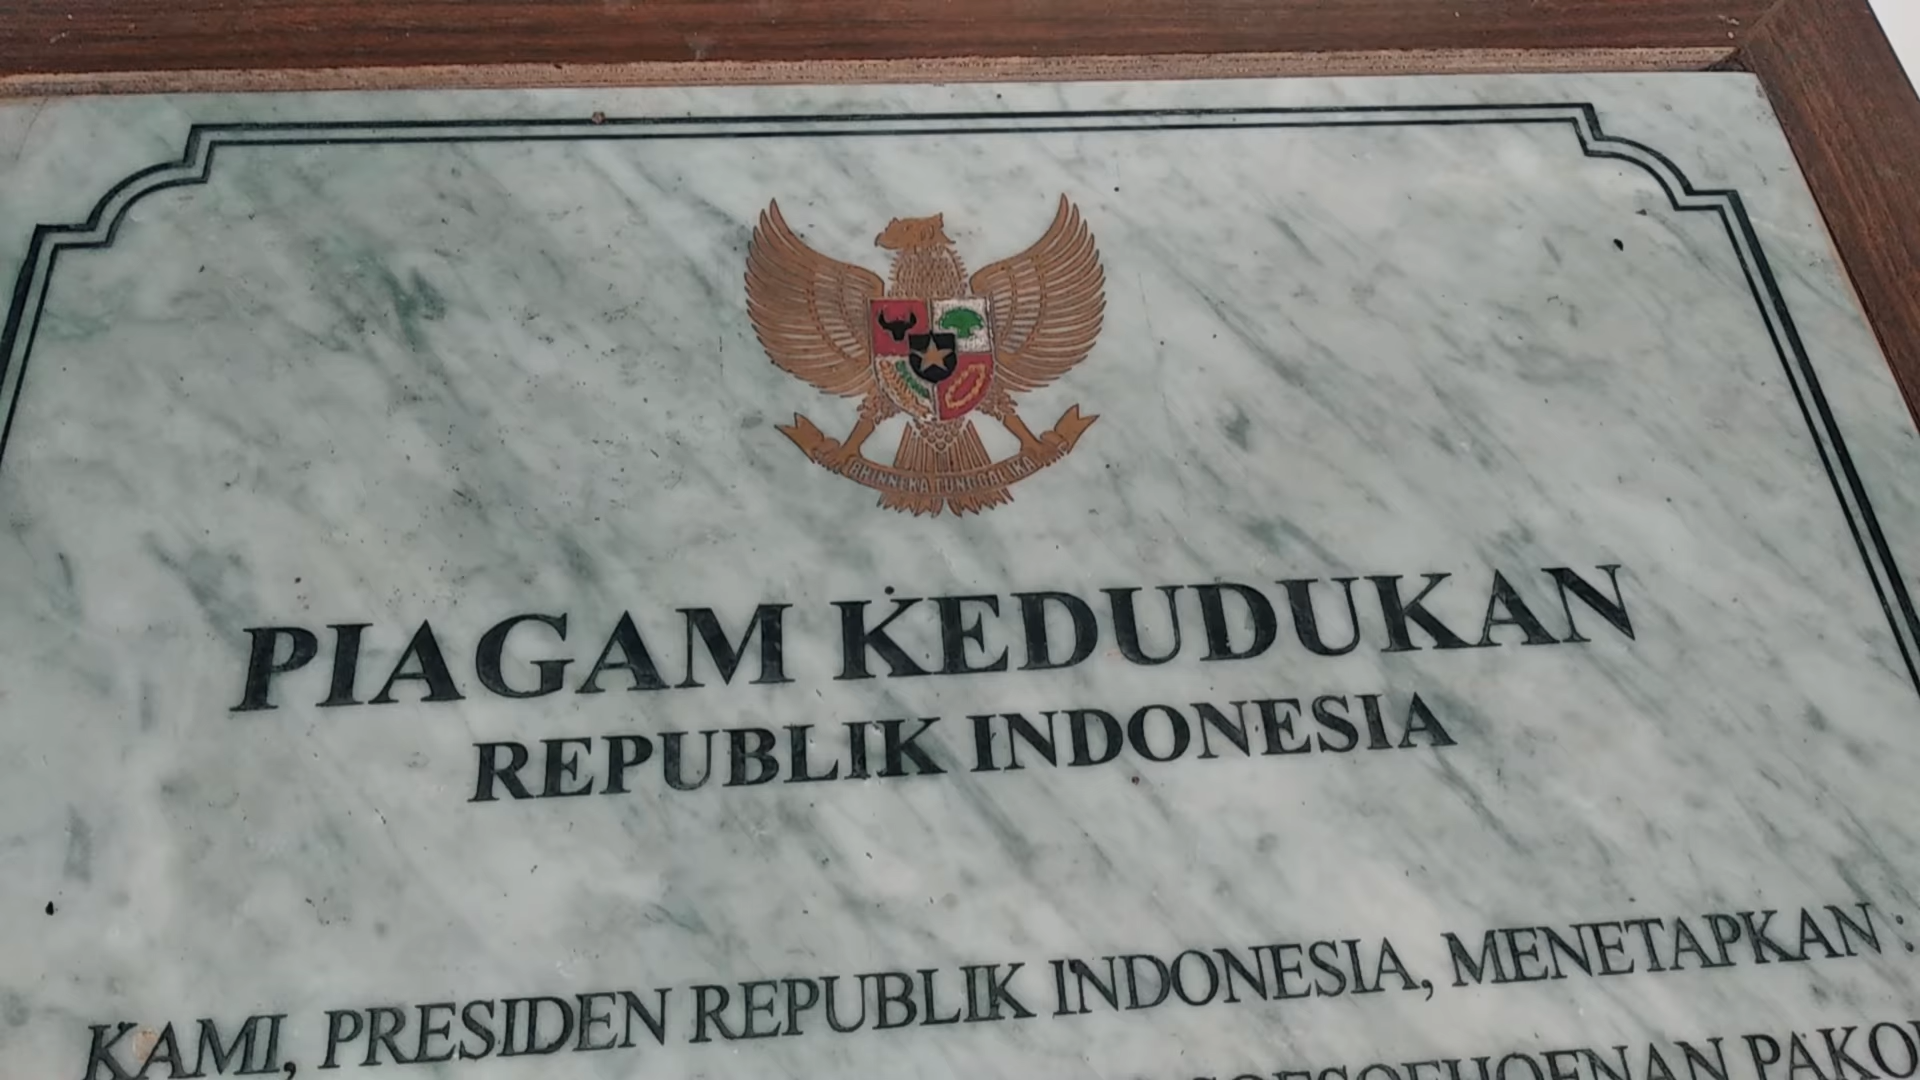 BHINNEKA TUNGGAL IKA
PIAGAM KEDUDUKAN
REPUBLIK INDONESIA
KAMI, PRESIDEN REPUBLIK INDONESIA, MENETAPKAN :